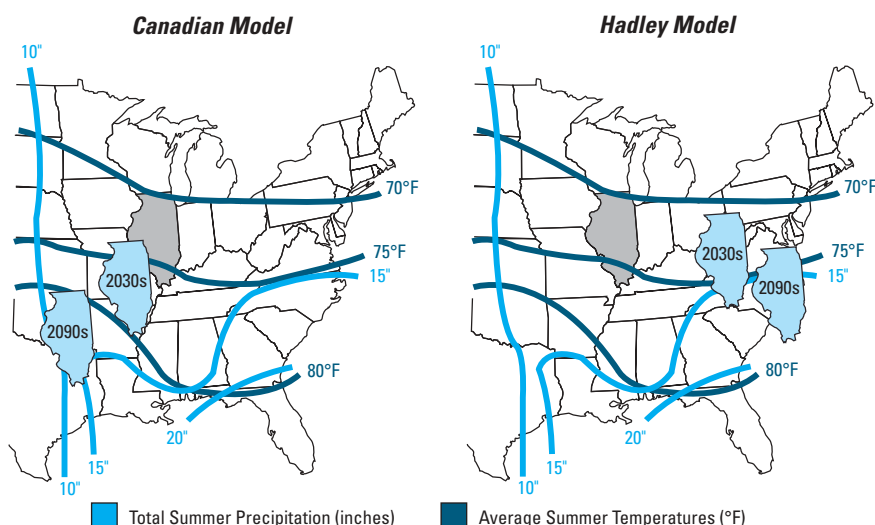 Canadian Model
10"
70°F
75°F
15"
2030s
2090s
80°F
20"
15"
10"
Hadley Model
10"
70°F
75°F
15"
2030s
2090s
80°F
20"
15"
10"
Total Summer Precipitation (inches)
Average Summer Temperatures (°F)